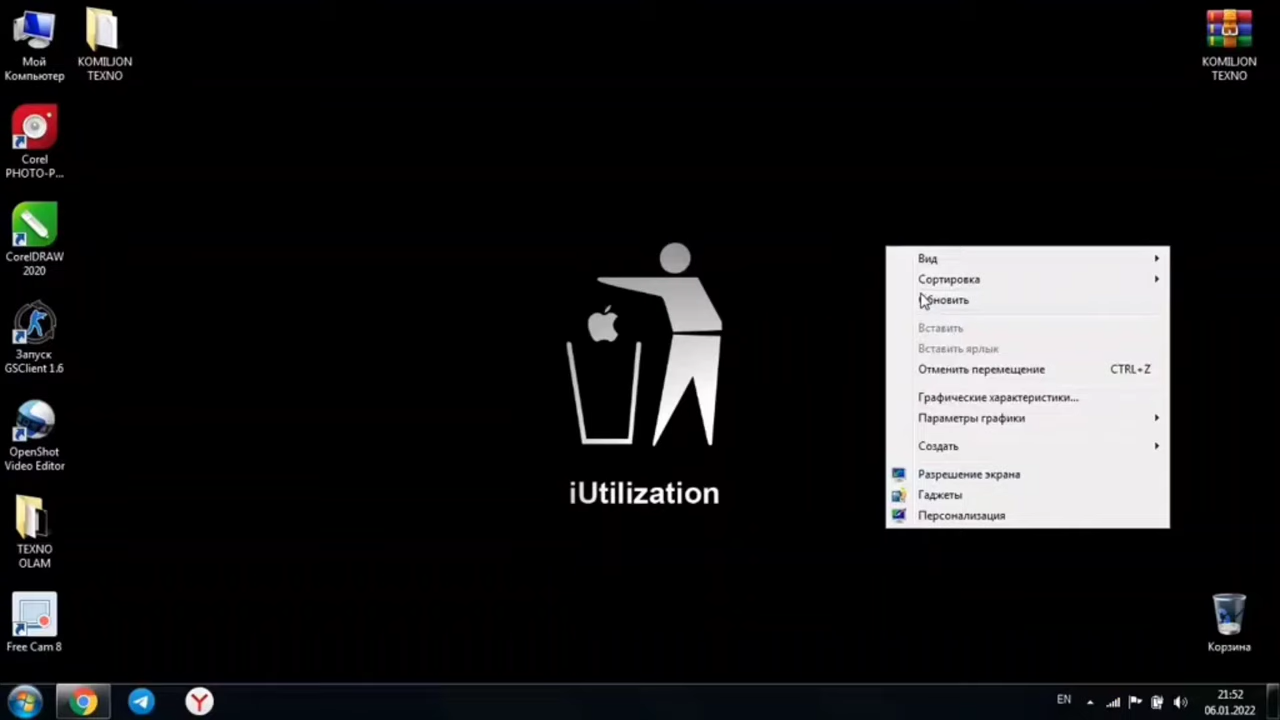 Мой
Компьютер
KOMILJON
TEXNO
KOMILJON
TEXNO
Corel
PHOTO-P...
CorelDRAW
2020
Запуск
GSClient 1.6
OpenShot
Video Editor
TEXNO
OLAM
Free Cam 8
iUtilization
Вид
Сортировка
новить
Вставить
Вставить ярлык
Отменить перемещение CTRL+Z
Графические характеристики...
Параметры графики
Создать
Разрешение экрана
Гаджеты
Персонализация
Корзина
EN
21:52
06.01.2022